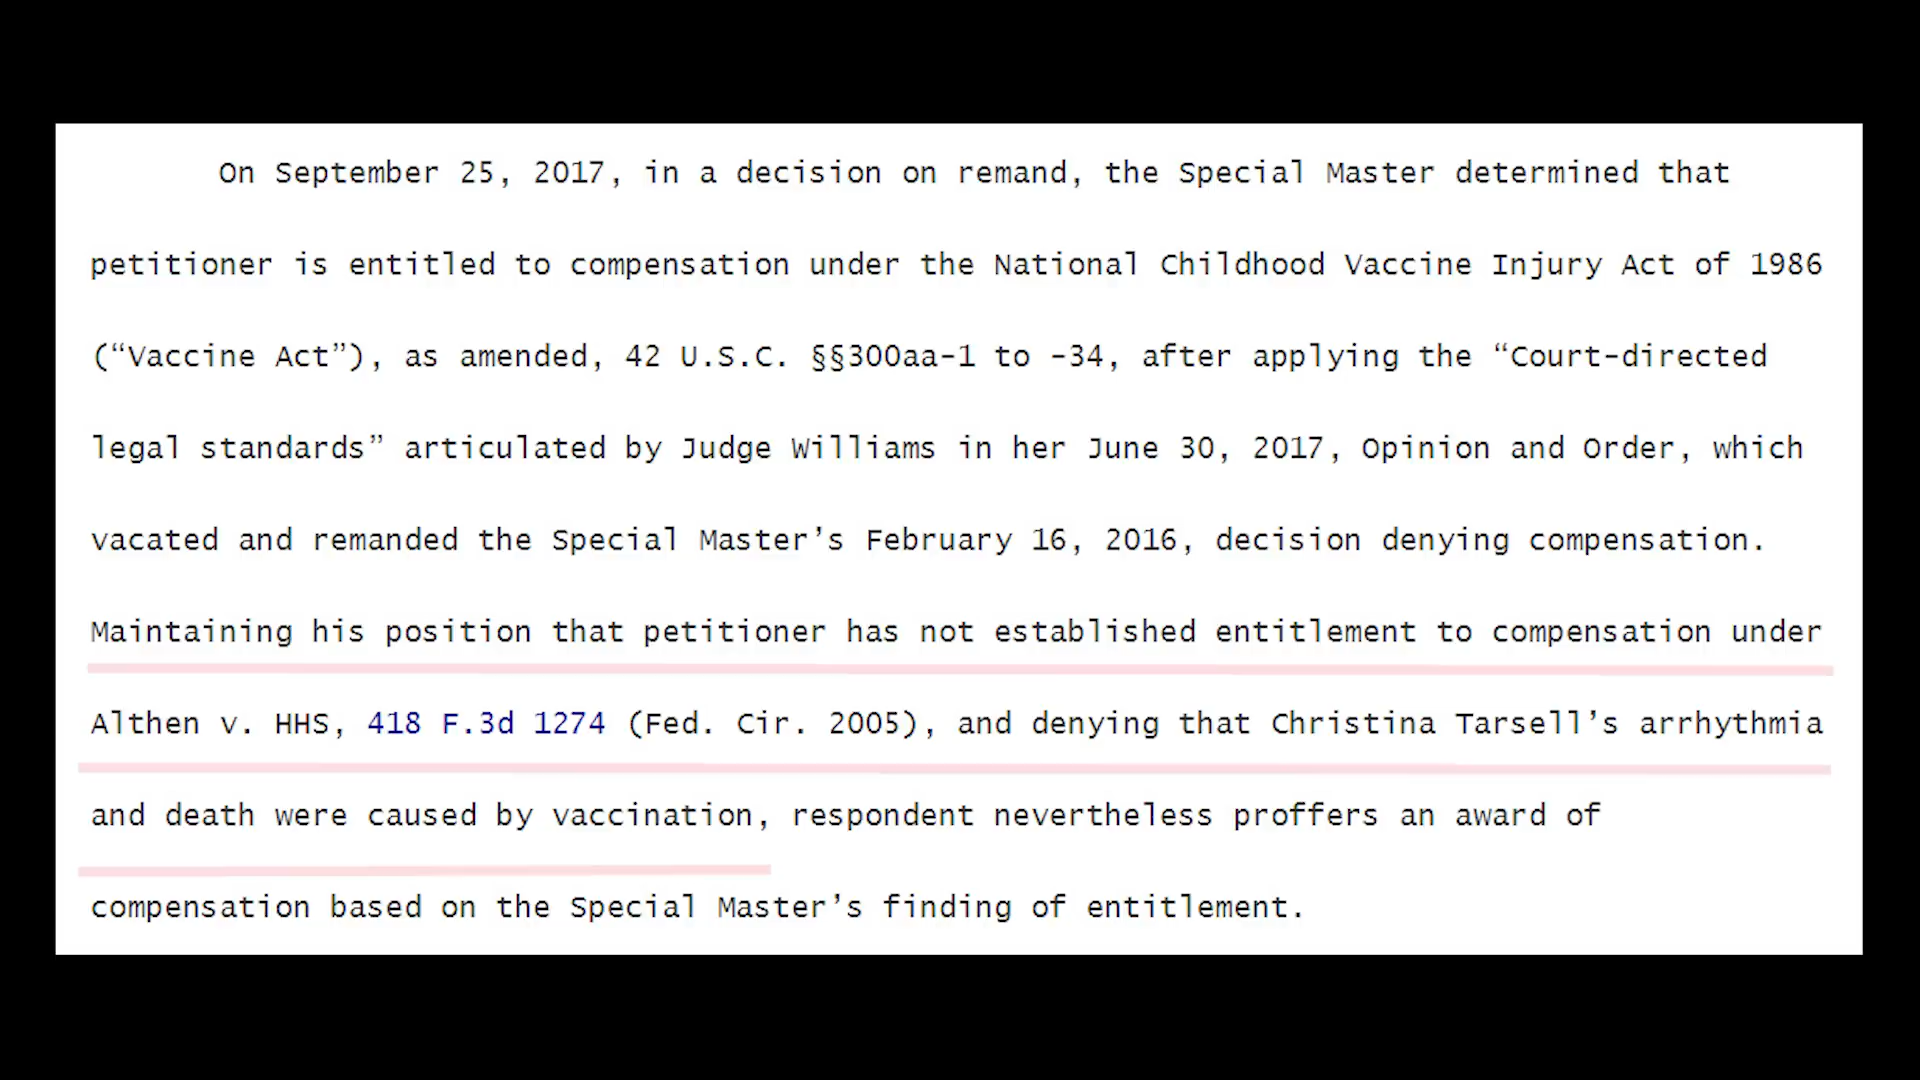 On September 25, 2017, in a decision on remand, the Special Master determined that
petitioner is entitled to compensation under the National Childhood Vaccine Injury Act of 1986
(“Vaccine Act”), as amended, 42 U.S.C. §§300aa-1 to -34, after applying the “Court-directed
legal standards” articulated by Judge Williams in her June 30, 2017, Opinion and Order, which
vacated and remanded the Special Master’s February 16, 2016, decision denying compensation.
Maintaining his position that petitioner has not established entitlement to compensation under
Althen v. HHS, 418 F.3d 1274 (Fed. Cir. 2005), and denying that Christina Tarsell’s arrhythmia
and death were caused by vaccination, respondent nevertheless proffers an award of
compensation based on the Special Master’s finding of entitlement.